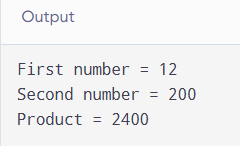 Output
First number = 12
Second number = 200
Product = 2400